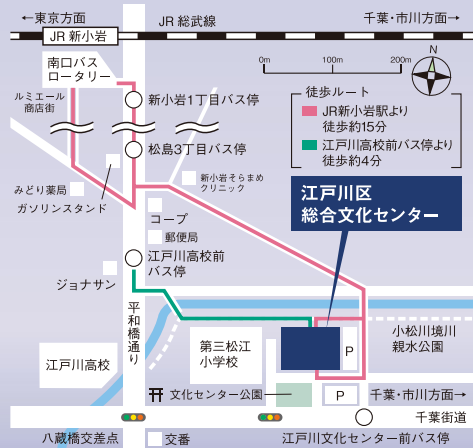 ←東京方面
JR 総武線
千葉・市川方面→
JR 新小岩
南口バス
ロータリー
0m
100m
200m
N
ルミエール
商店街
新小岩1丁目バス停
徒歩ルート
JR新小岩駅より
徒歩約15分
江戸川高校前バス停より
徒歩約4分
松島3丁目バス停
みどり薬局
ガソリンスタンド
新小岩そらまめ
クリニック
江戸川区
総合文化センター
コープ
郵便局
江戸川高校前
バス停
ジョナサン
平和橋通り
第三松江
小学校
P
小松川境川
親水公園
江戸川高校
文化センター公園
P
千葉・市川方面→
千葉街道
八蔵橋交差点
交番
江戸川文化センター前バス停